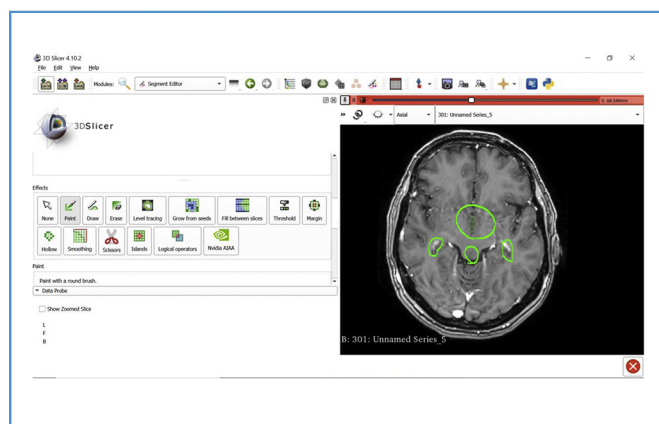 3D Slicer 4.10.2
File Edit View Help
Modules: Segment Editor
B S: 68.540mm
3DSlicer
Axial 301: Unnamed Series_5
Effects
None Paint Draw Erase Level tracing Grow from seeds Fill between slices Threshold Margin
Hollow Smoothing Scissors Islands Logical operators Nvidia AIAA
Paint
Paint with a round brush.
Data Probe
Show Zoomed Slice
L
F
B
B: 301: Unnamed Series_5